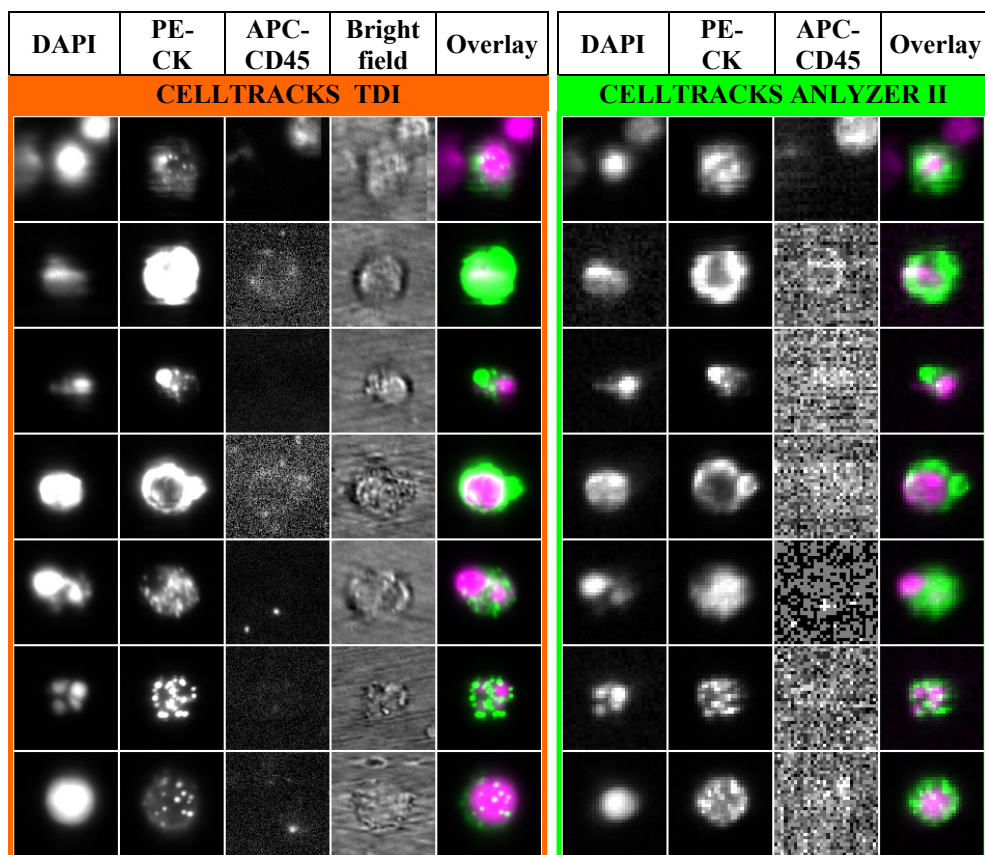 DAPI PE-CK APC-CD45 Bright field Overlay DAPI PE-CK APC-CD45 Overlay
CELLTRACKS TDI CELLTRACKS ANLYZER II